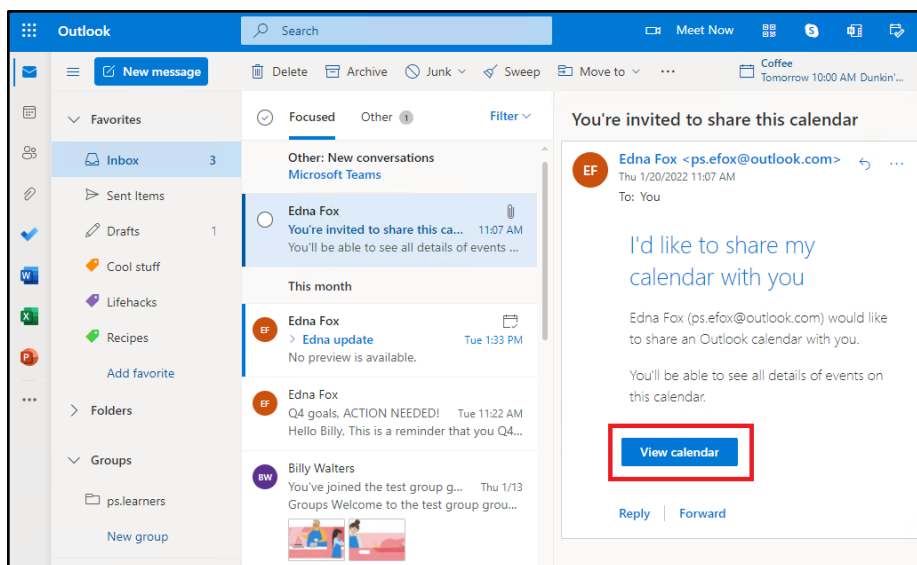 Outlook
Search
Meet Now
New message
Delete
Archive
Junk
Sweep
Move to
Coffee
Tomorrow 10:00 AM Dunkin'...
Favorites
Inbox 3
Sent Items
Drafts 1
Cool stuff
Lifehacks
Recipes
Add favorite
Folders
Groups
ps.learners
New group
Focused
Other 1
Filter
Other: New conversations
Microsoft Teams
Edna Fox
You're invited to share this ca... 11:07 AM
You'll be able to see all details of events ...
This month
EF
Edna Fox
Edna update Tue 1:33 PM
No preview is available.
EF
Edna Fox
Q4 goals, ACTION NEEDED! Tue 11:22 AM
Hello Billy, This is a reminder that you Q4...
BW
Billy Walters
You've joined the test group g... Thu 1/13
Groups Welcome to the test group grou...
You're invited to share this calendar
EF
Edna Fox <ps.efox@outlook.com>
Thu 1/20/2022 11:07 AM
To: You
I'd like to share my
calendar with you
Edna Fox (ps.efox@outlook.com) would like
to share an Outlook calendar with you.
You'll be able to see all details of events on
this calendar.
View calendar
Reply
Forward